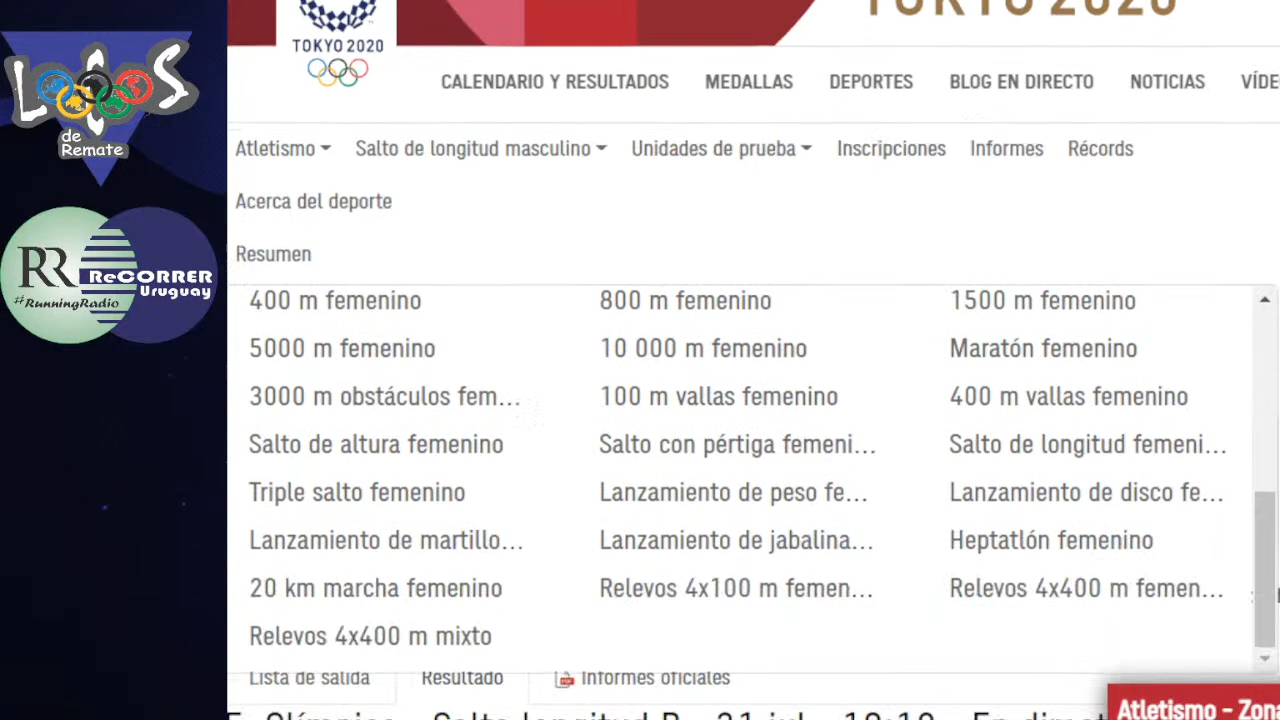 TOKYO 2020
TOKYO 2020
CALENDARIO Y RESULTADOS MEDALLAS DEPORTES BLOG EN DIRECTO NOTICIAS VÍDE
LODOS
de
Remate
Atletismo Salto de longitud masculino Unidades de prueba Inscripciones Informes Récords
Acerca del deporte
Resumen
RR
#RunningRadio
ReCORRER
Uruguay
400 m femenino 800 m femenino 1500 m femenino
5000 m femenino 10 000 m femenino Maratón femenino
3000 m obstáculos fem... 100 m vallas femenino 400 m vallas femenino
Salto de altura femenino Salto con pértiga femeni... Salto de longitud femeni...
Triple salto femenino Lanzamiento de peso fe... Lanzamiento de disco fe...
Lanzamiento de martillo... Lanzamiento de jabalina... Heptatlón femenino
20 km marcha femenino Relevos 4x100 m femen... Relevos 4x400 m femen...
Relevos 4x400 m mixto
Lista de salida Resultado Informes oficiales
Atletismo - Zona